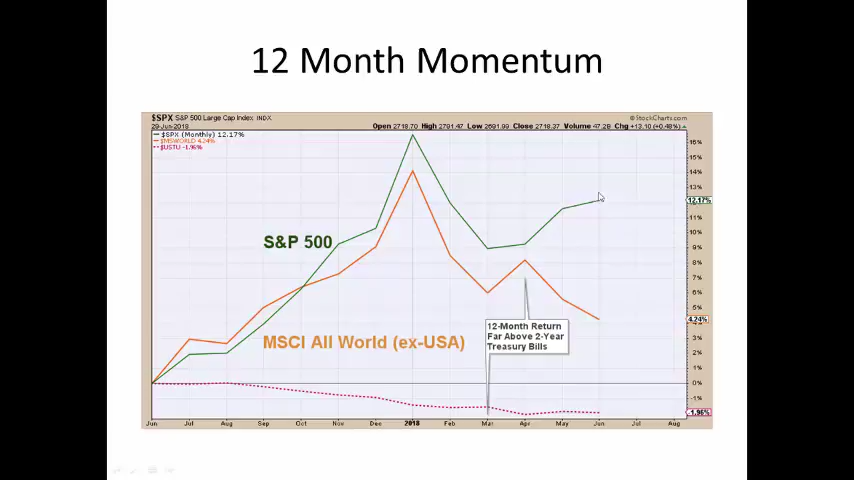 12 Month Momentum
$SPX S&P 500 Large Cap Index INDX
© StockCharts.com
29-Jun-2018
Open 2718.70 High 2791.47 Low 2691.99 Close 2718.37 Volume 47.2B Chg +13.10 (+0.48%)
$SPX (Monthly) 12.17%
$MSWORLD 4.24%
$USTU -1.96%
16%
15%
14%
13%
12.17%
11%
10%
9%
8%
7%
6%
5%
4.24%
3%
2%
1%
0%
-1%
-1.96%
S&P 500
MSCI All World (ex-USA)
12-Month Return
Far Above 2-Year
Treasury Bills
Jun Jul Aug Sep Oct Nov Dec 2018 Feb Mar Apr May Jun Jul Aug